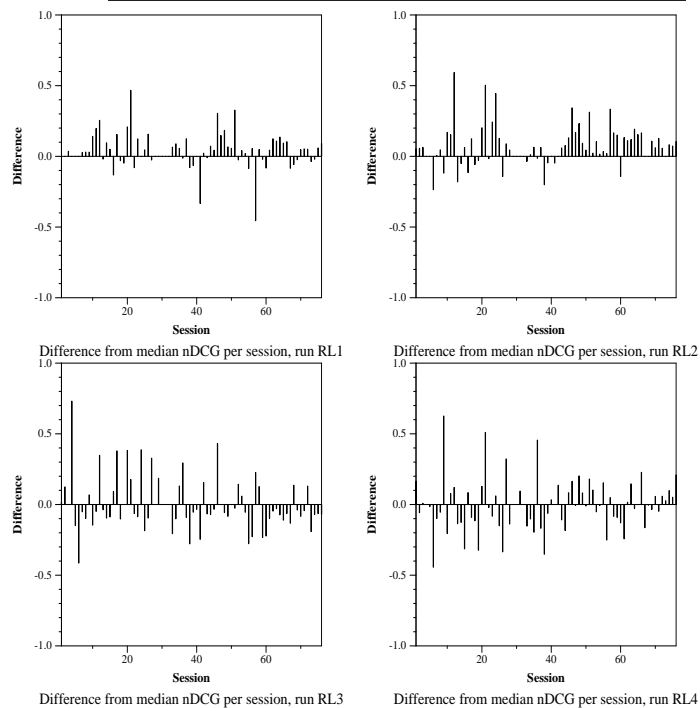 1.0
1.0
0.5
0.5
Difference
0.0
Difference
0.0
-0.5
-0.5
-1.0
-1.0
20
40
60
20
40
60
Session
Session
Difference from median nDCG per session, run RL1
Difference from median nDCG per session, run RL2
1.0
1.0
0.5
0.5
Difference
0.0
Difference
0.0
-0.5
-0.5
-1.0
-1.0
20
40
60
20
40
60
Session
Session
Difference from median nDCG per session, run RL3
Difference from median nDCG per session, run RL4